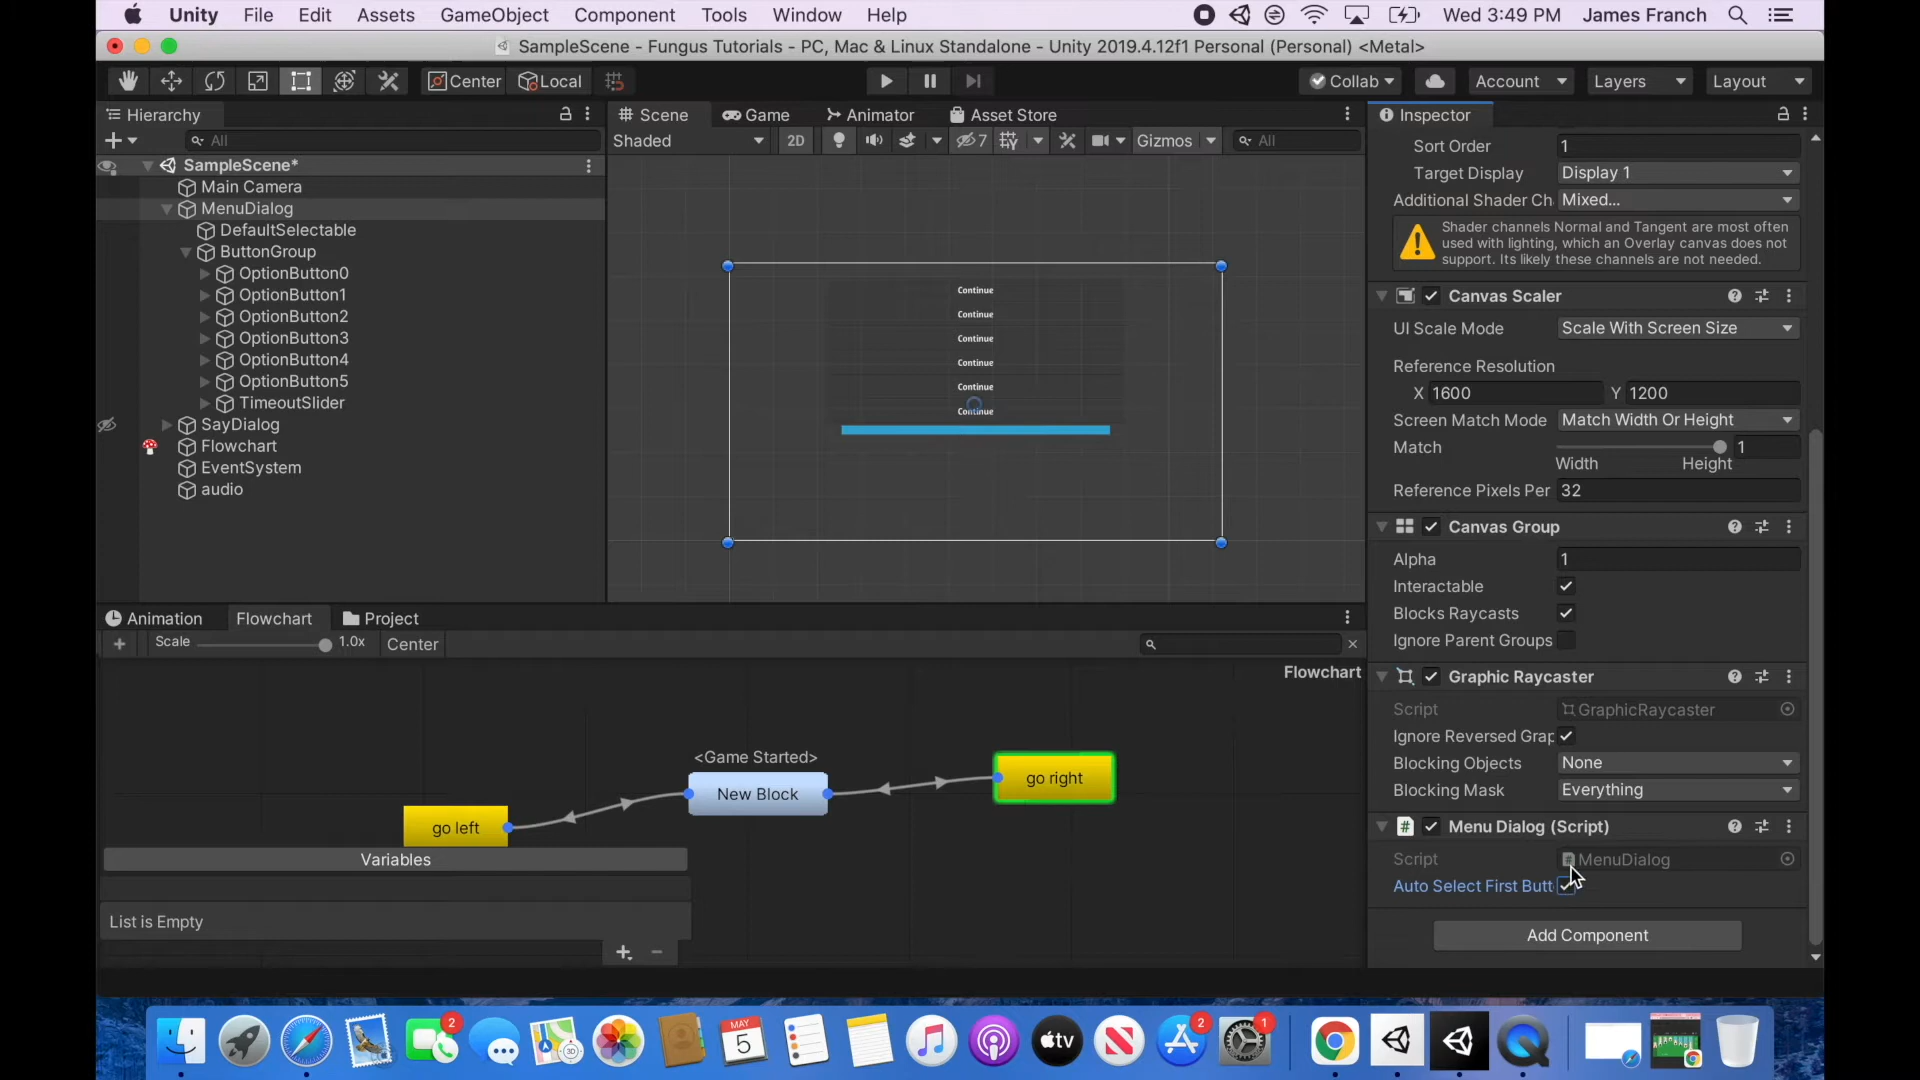 Unity File Edit Assets GameObject Component Tools Window Help Wed 3:49 PM James Franch
SampleScene - Fungus Tutorials - PC, Mac & Linux Standalone - Unity 2019.4.12f1 Personal (Personal) <Metal>
Center Local Collab Account Layers Layout
Hierarchy
All
SampleScene*
Main Camera
MenuDialog
DefaultSelectable
ButtonGroup
OptionButton0
OptionButton1
OptionButton2
OptionButton3
OptionButton4
OptionButton5
TimeoutSlider
SayDialog
Flowchart
EventSystem
audio
Scene Game Animator Asset Store
Shaded 2D 7 Gizmos All
Continue
Continue
Continue
Continue
Continue
Continue
Animation Flowchart Project
Scale 1.0x Center
Flowchart
<Game Started>
New Block
go right
go left
Variables
List is Empty
Inspector
Sort Order 1
Target Display Display 1
Additional Shader Ch Mixed...
Shader channels Normal and Tangent are most often
used with lighting, which an Overlay canvas does not
support. Its likely these channels are not needed.
Canvas Scaler
UI Scale Mode Scale With Screen Size
Reference Resolution
X 1600 Y 1200
Screen Match Mode Match Width Or Height
Match 1
Width Height
Reference Pixels Per 32
Canvas Group
Alpha 1
Interactable
Blocks Raycasts
Ignore Parent Groups
Graphic Raycaster
Script GraphicRaycaster
Ignore Reversed Grap
Blocking Objects None
Blocking Mask Everything
Menu Dialog (Script)
Script MenuDialog
Auto Select First Butt
Add Component
2 MAY 5 3D tv 2 1